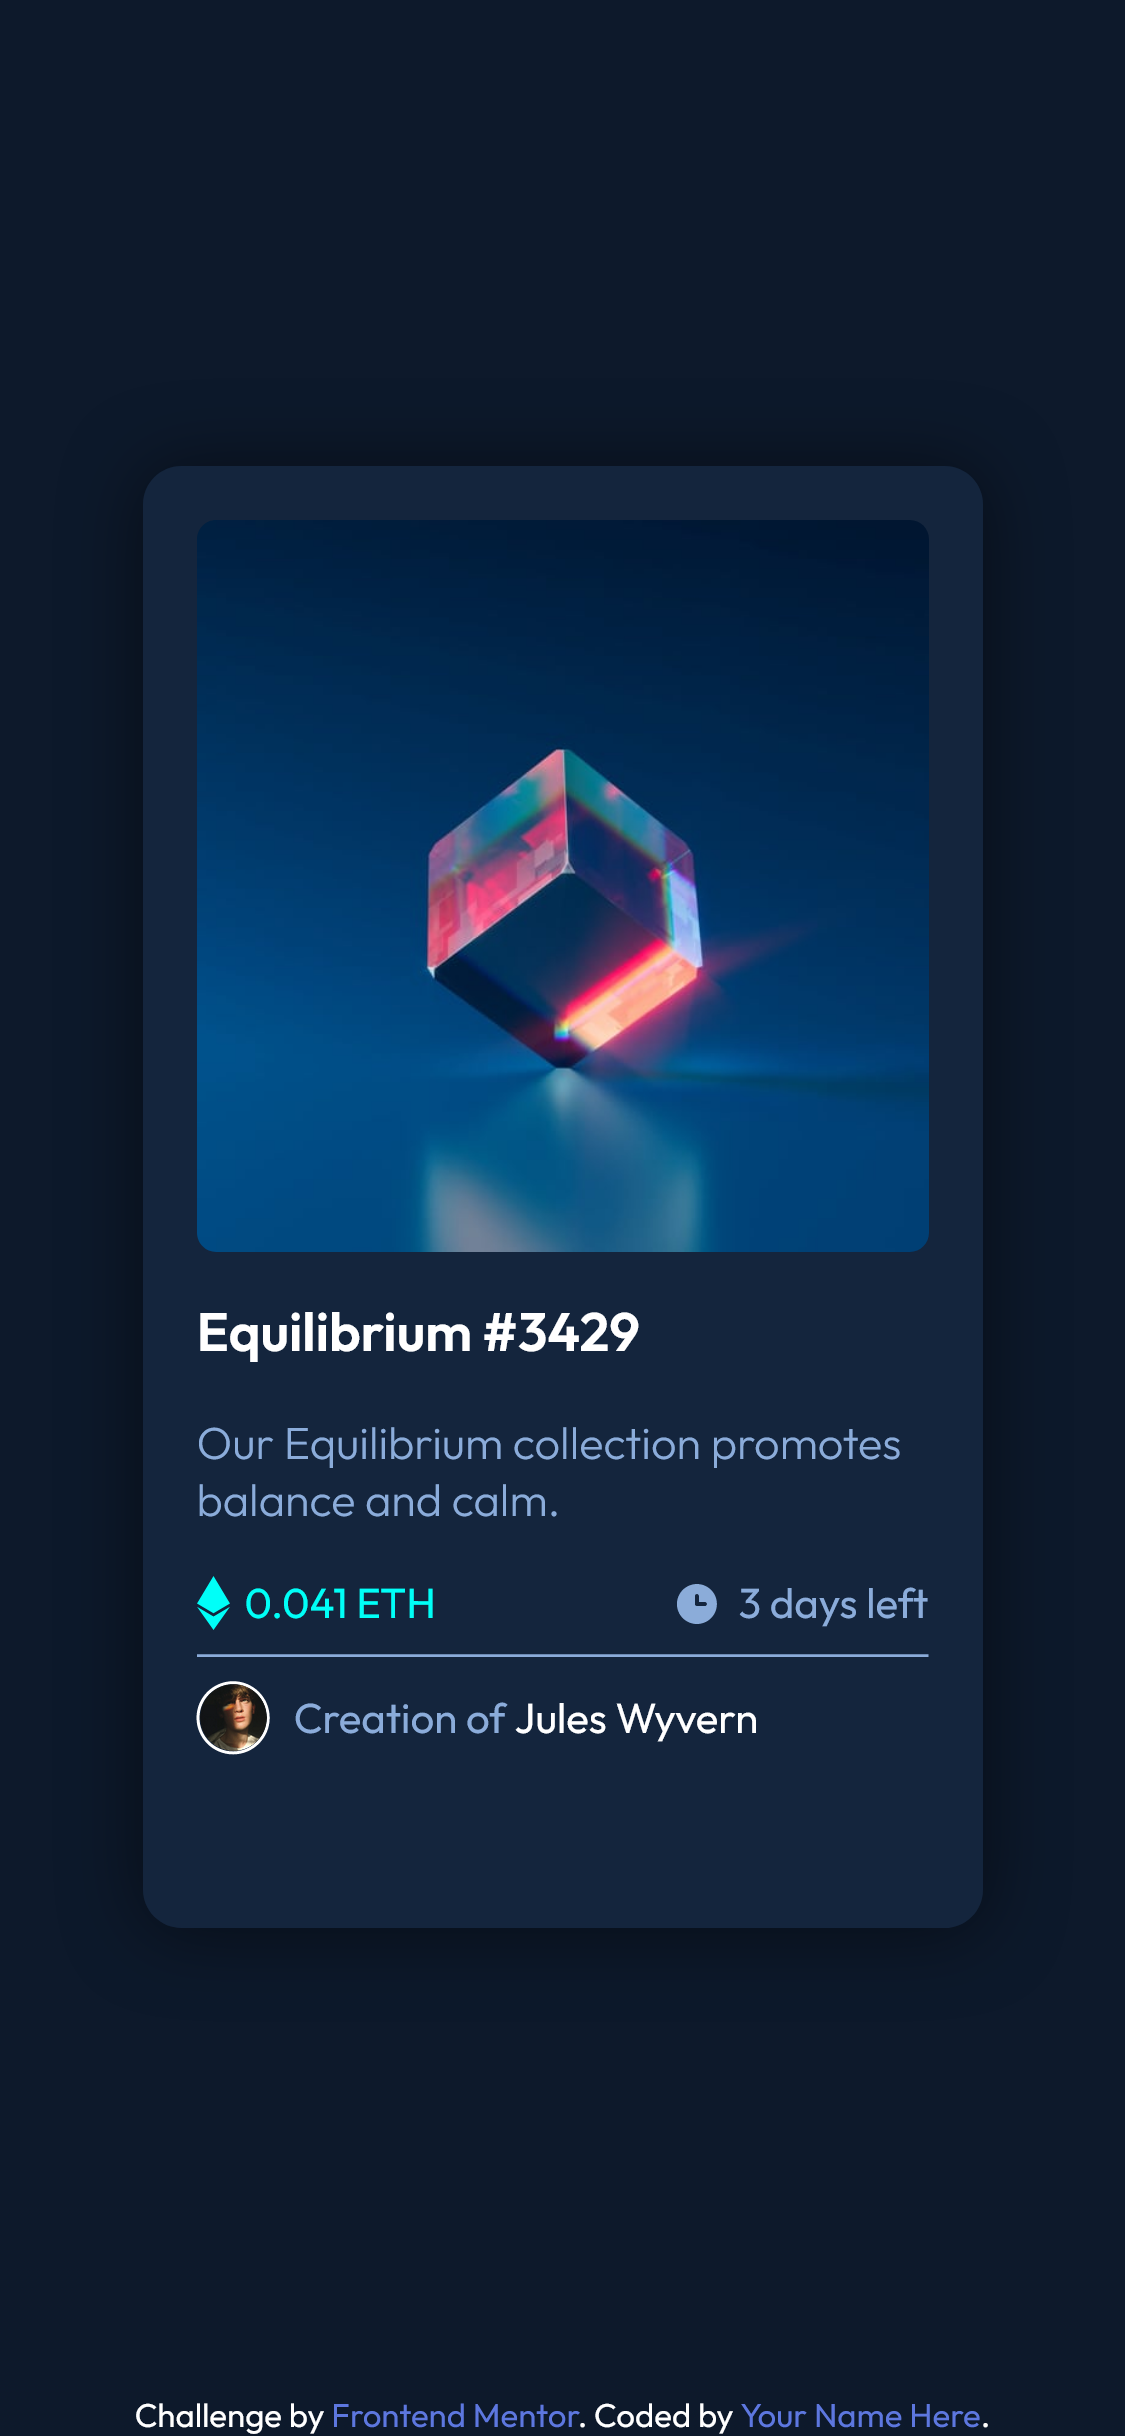 Equilibrium #3429
Our Equilibrium collection promotes
balance and calm.
0.041 ETH
3 days left
Creation of Jules Wyvern
Challenge by Frontend Mentor. Coded by Your Name Here.